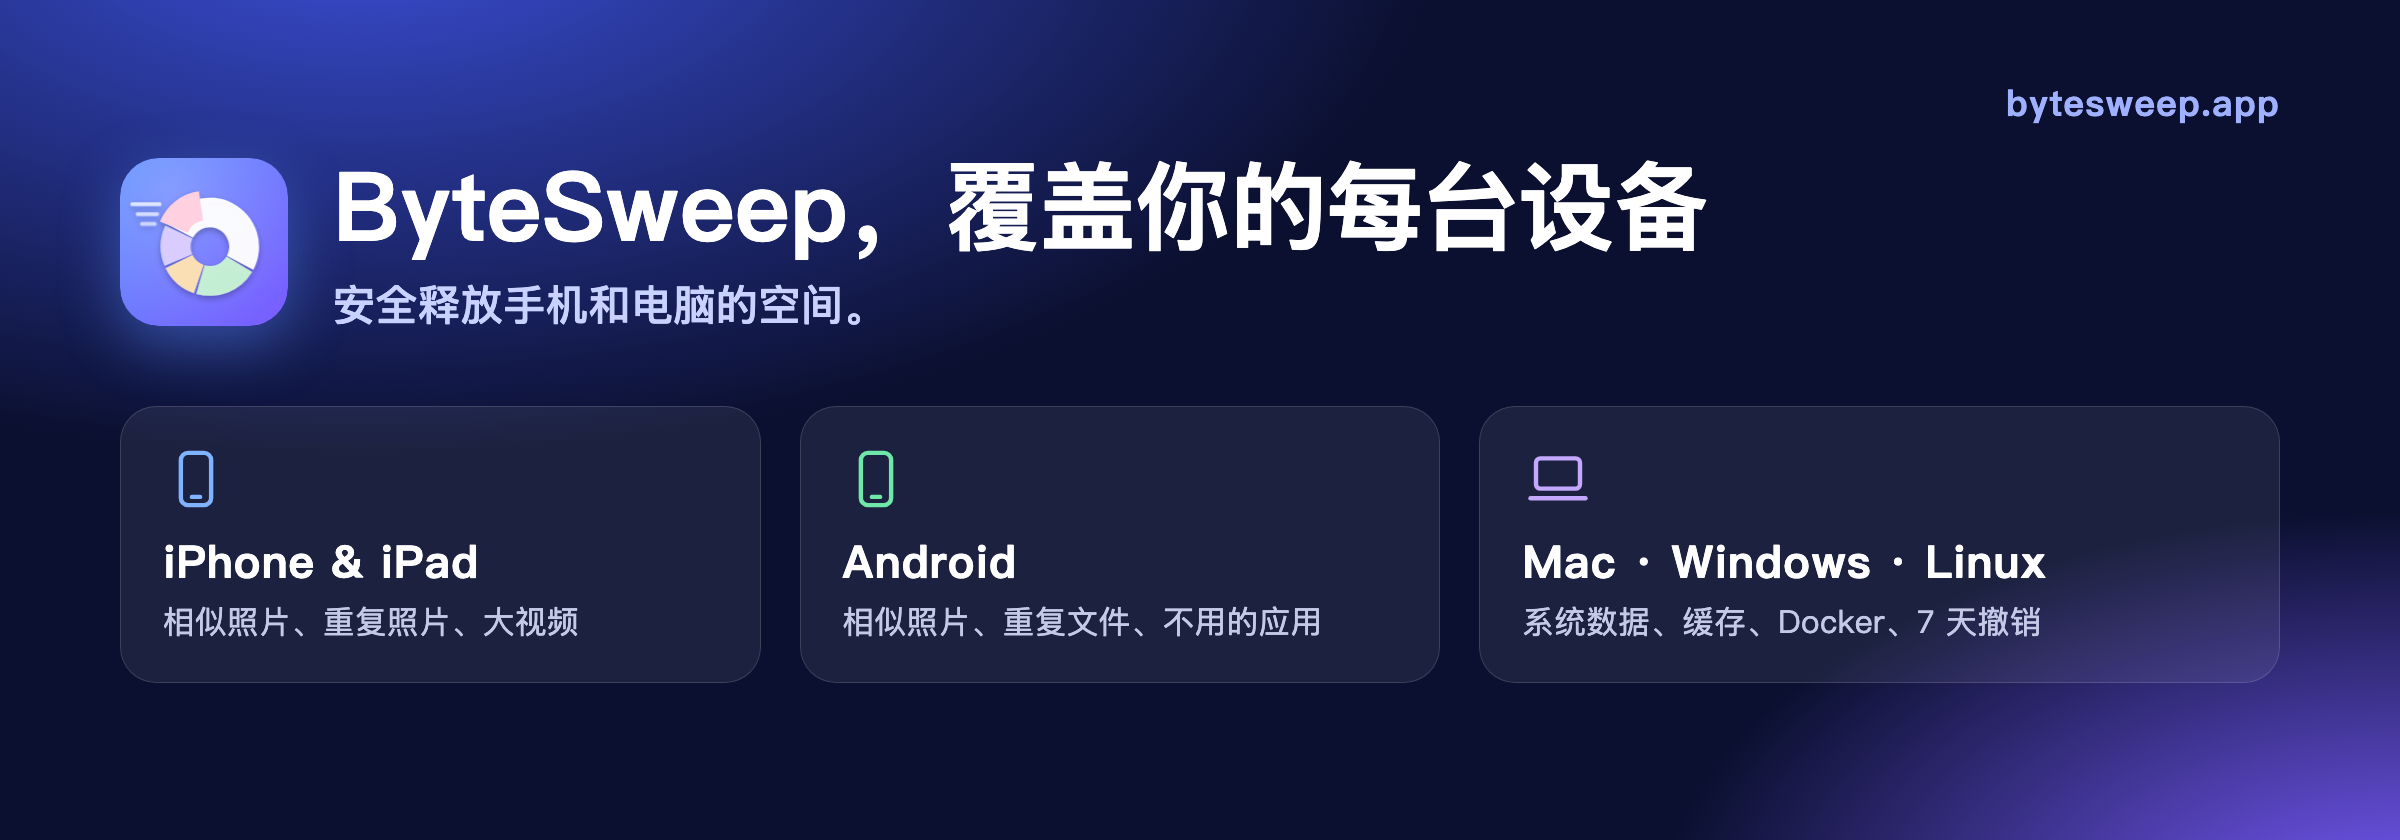 bytesweep.app
ByteSweep，覆盖你的每台设备
安全释放手机和电脑的空间。
iPhone & iPad
相似照片、重复照片、大视频
Android
相似照片、重复文件、不用的应用
Mac · Windows · Linux
系统数据、缓存、Docker、7 天撤销